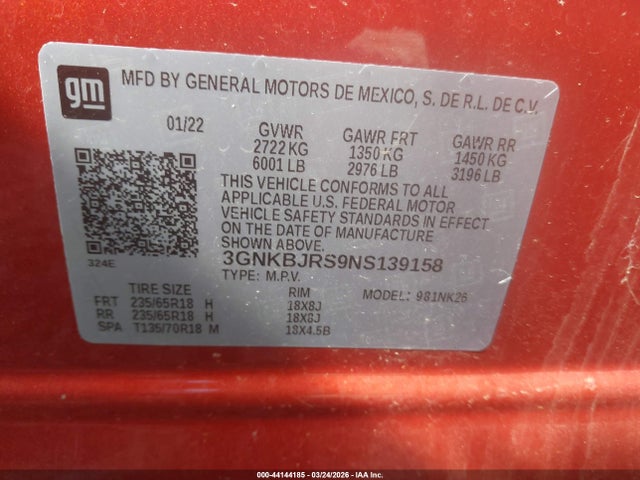 gm
MFD BY GENERAL MOTORS DE MEXICO, S. DE R.L. DE C.V.
01/22 GVWR GAWR FRT GAWR RR
2722 KG 1350 KG 1450 KG
6001 LB 2976 LB 3196 LB
THIS VEHICLE CONFORMS TO ALL
APPLICABLE U.S. FEDERAL MOTOR
VEHICLE SAFETY STANDARDS IN EFFECT
ON THE DATE OF MANUFACTURE
SHOWN ABOVE.
3GNKBJRS9NS139158
324E TYPE: M.P.V.
TIRE SIZE RIM MODEL: 981NK26
FRT 235/65R18 H 18X8J
RR 235/65R18 H 18X8J
SPA T135/70R18 M 18X4.5B
000-44144185 - 03/24/2026 - IAA Inc.